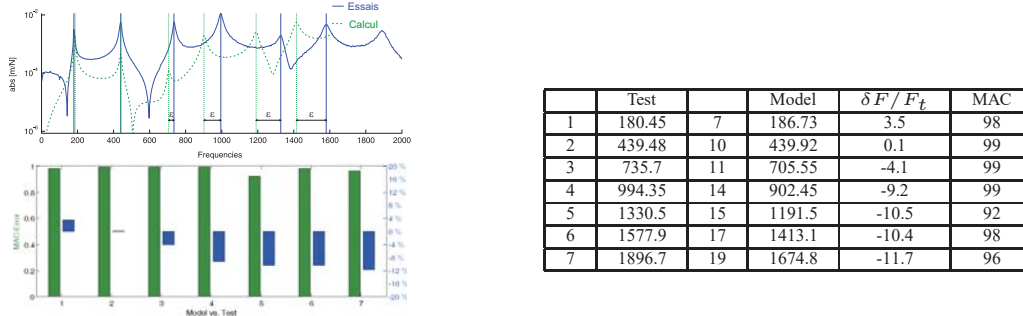 Essais
Calcul
10⁻²
10⁻⁴
10⁻⁶
abs [m/N]
ε ε ε ε
0 200 400 600 800 1000 1200 1400 1600 1800 2000
Frequencies
1
0.8
0.6
0.4
0.2
0
MAC-Error
20 %
16 %
12 %
8 %
4 %
0 %
-4 %
-8 %
-12 %
-16 %
-20 %
1 2 3 4 5 6 7
Model vs. Test
Test Model δF/Fₜ MAC
1 180.45 7 186.73 3.5 98
2 439.48 10 439.92 0.1 99
3 735.7 11 705.55 -4.1 99
4 994.35 14 902.45 -9.2 99
5 1330.5 15 1191.5 -10.5 92
6 1577.9 17 1413.1 -10.4 98
7 1896.7 19 1674.8 -11.7 96